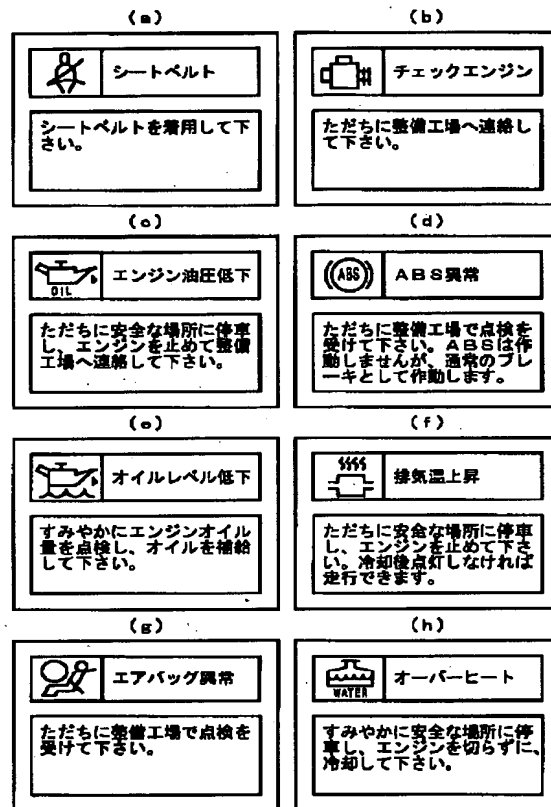 (a)
シートベルト
シートベルトを着用して下
さい。
(b)
チェックエンジン
ただちに整備工場へ連絡し
て下さい。
(c)
OIL
エンジン油圧低下
ただちに安全な場所に停車
し、エンジンを止めて整備
工場へ連絡して下さい。
(d)
ABS
ABS異常
ただちに整備工場で点検を
受けて下さい。ABSは作
動しませんが、通常のブレ
ーキとして作動します。
(e)
オイルレベル低下
すみやかにエンジンオイル
量を点検し、オイルを補給
して下さい。
(f)
排気温上昇
ただちに安全な場所に停車
し、エンジンを止めて下さ
い。冷却後点灯しなければ
走行できます。
(g)
エアバッグ異常
ただちに整備工場で点検を
受けて下さい。
(h)
WATER
オーバーヒート
すみやかに安全な場所に停
車し、エンジンを切らずに、
冷却して下さい。